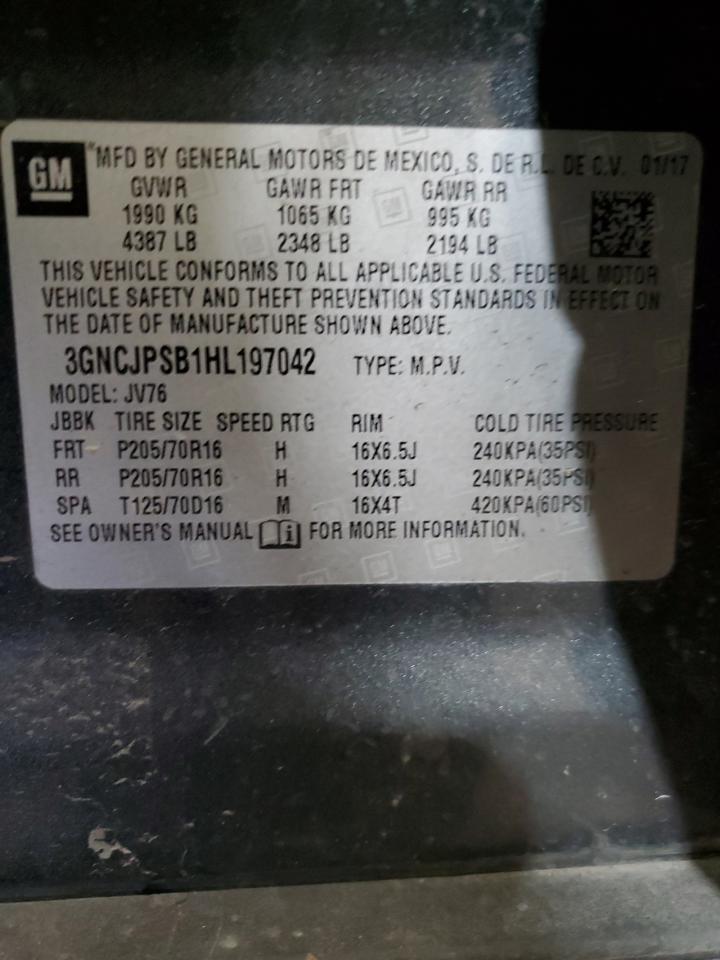 GM
*MFD BY GENERAL MOTORS DE MEXICO, S. DE R.L. DE C.V. 01/17
GVWR GAWR FRT GAWR RR
1990 KG 1065 KG 995 KG
4387 LB 2348 LB 2194 LB
THIS VEHICLE CONFORMS TO ALL APPLICABLE U.S. FEDERAL MOTOR
VEHICLE SAFETY AND THEFT PREVENTION STANDARDS IN EFFECT ON
THE DATE OF MANUFACTURE SHOWN ABOVE.
3GNCJPSB1HL197042 TYPE: M.P.V.
MODEL: JV76
JBBK TIRE SIZE SPEED RTG RIM COLD TIRE PRESSURE
FRT P205/70R16 H 16X6.5J 240KPA(35PSI)
RR P205/70R16 H 16X6.5J 240KPA(35PSI)
SPA T125/70D16 M 16X4T 420KPA(60PSI)
SEE OWNER'S MANUAL FOR MORE INFORMATION.